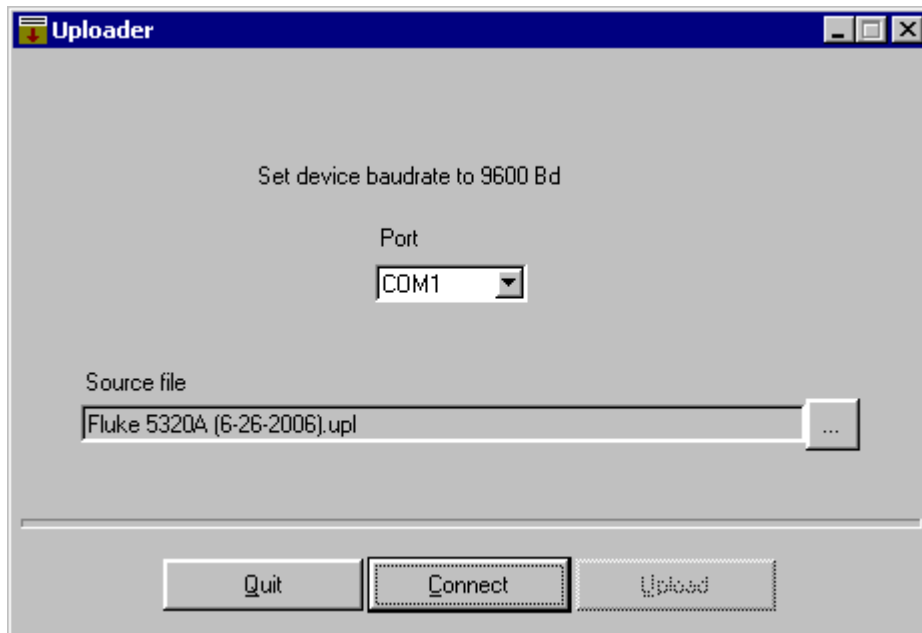 Uploader
Set device baudrate to 9600 Bd
Port
COM1
Source file
Fluke 5320A (6-26-2006).upl
...
Quit
Connect
Upload